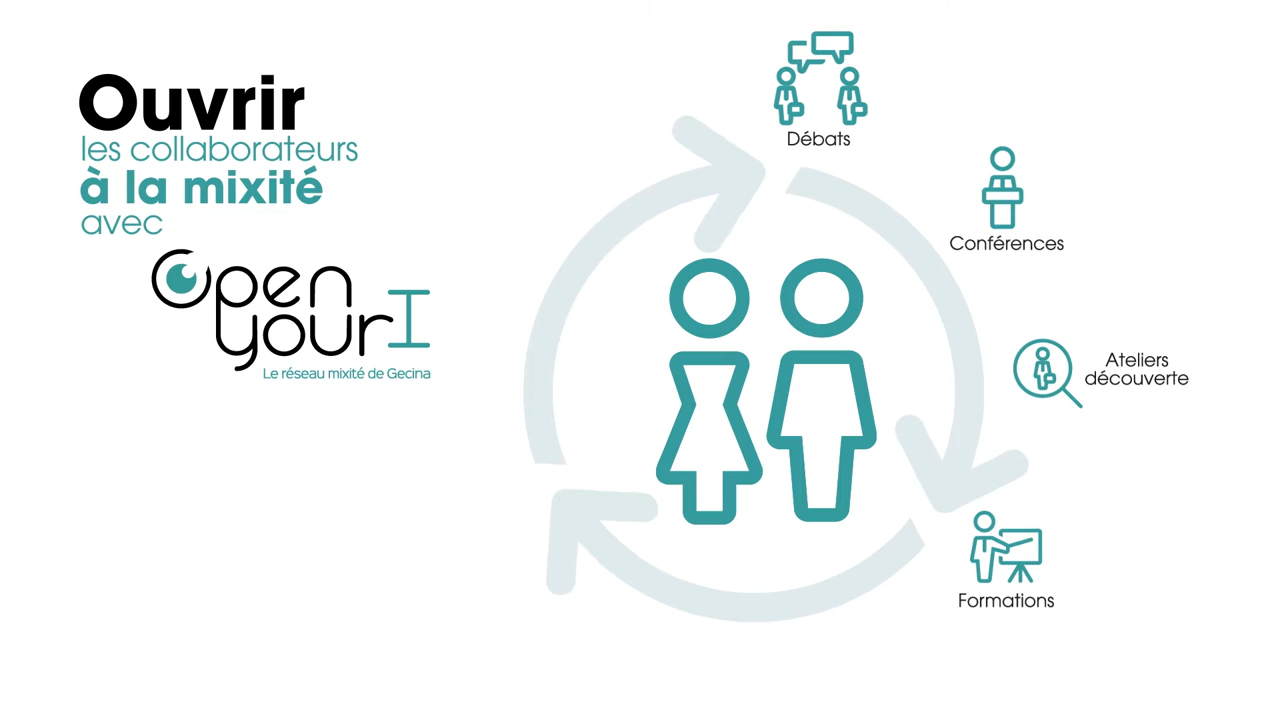 Ouvrir
les collaborateurs
à la mixité
avec
Open
your I
Le réseau mixité de Gecina
Débats
Conférences
Ateliers
découverte
Formations